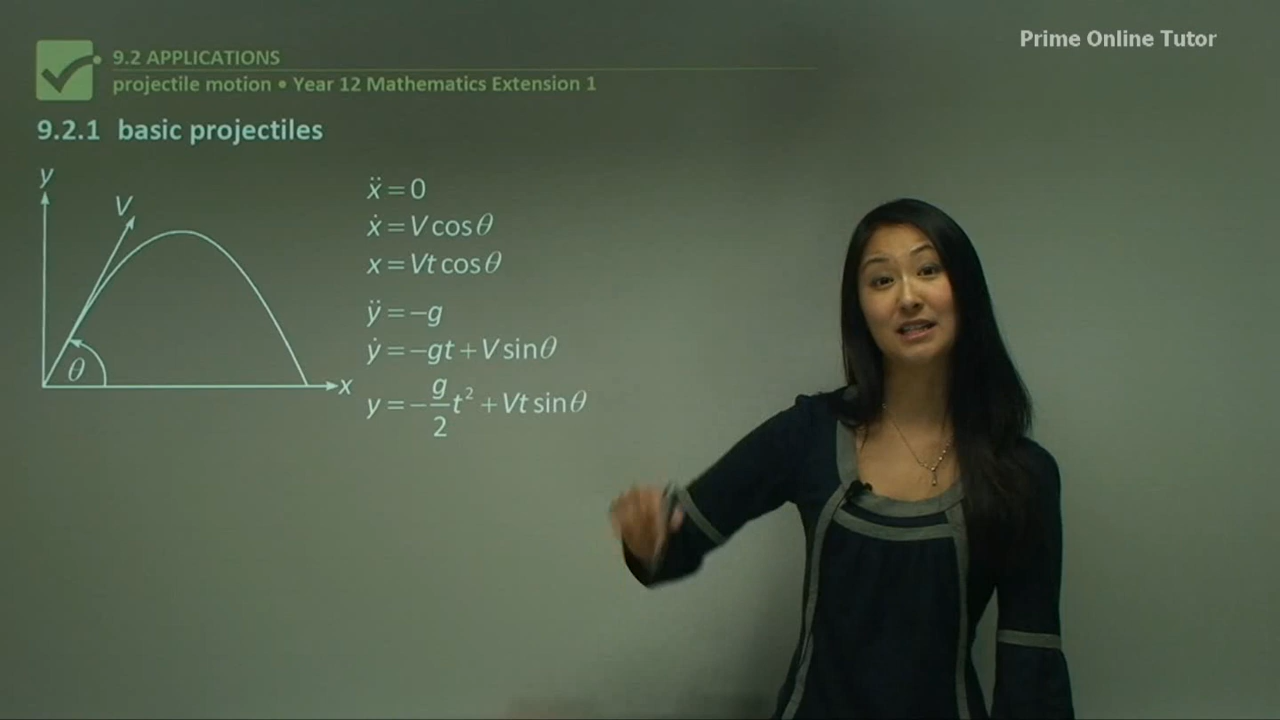 Prime Online Tutor
9.2 APPLICATIONS
projectile motion • Year 12 Mathematics Extension 1
9.2.1 basic projectiles
y
V
θ
x
ẍ = 0
ẋ = V cos θ
x = Vt cos θ
ÿ = −g
ẏ = −gt + V sin θ
y = −g/2 t² + Vt sin θ